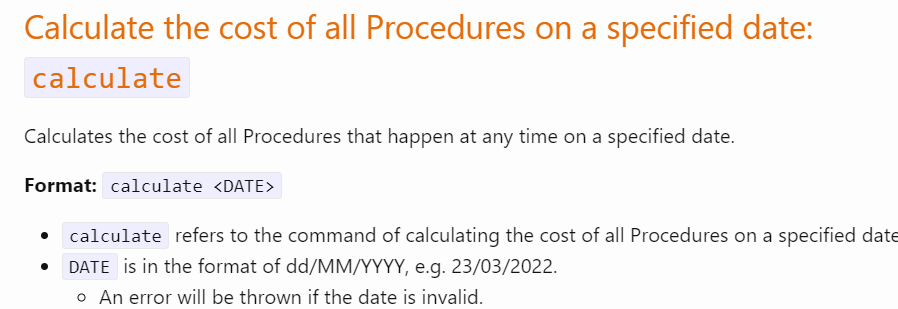 Calculate the cost of all Procedures on a specified date:
calculate
Calculates the cost of all Procedures that happen at any time on a specified date.
Format: calculate <DATE>
• calculate refers to the command of calculating the cost of all Procedures on a specified date
• DATE is in the format of dd/MM/YYYY, e.g. 23/03/2022.
◦ An error will be thrown if the date is invalid.